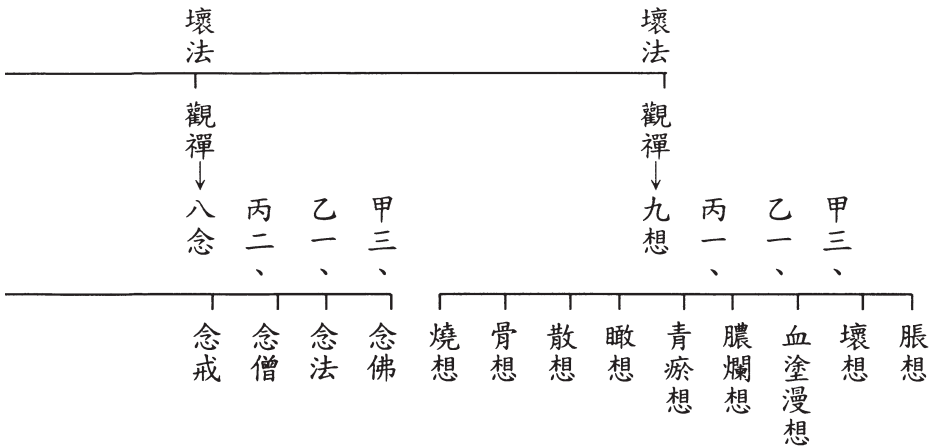 壞法
觀禪
甲三、
乙一、
丙一、
九想
脹想
壞想
血塗漫想
膿爛想
青瘀想
瞰想
散想
骨想
燒想
壞法
觀禪
甲三、
乙一、
丙二、
八念
念佛
念法
念僧
念戒